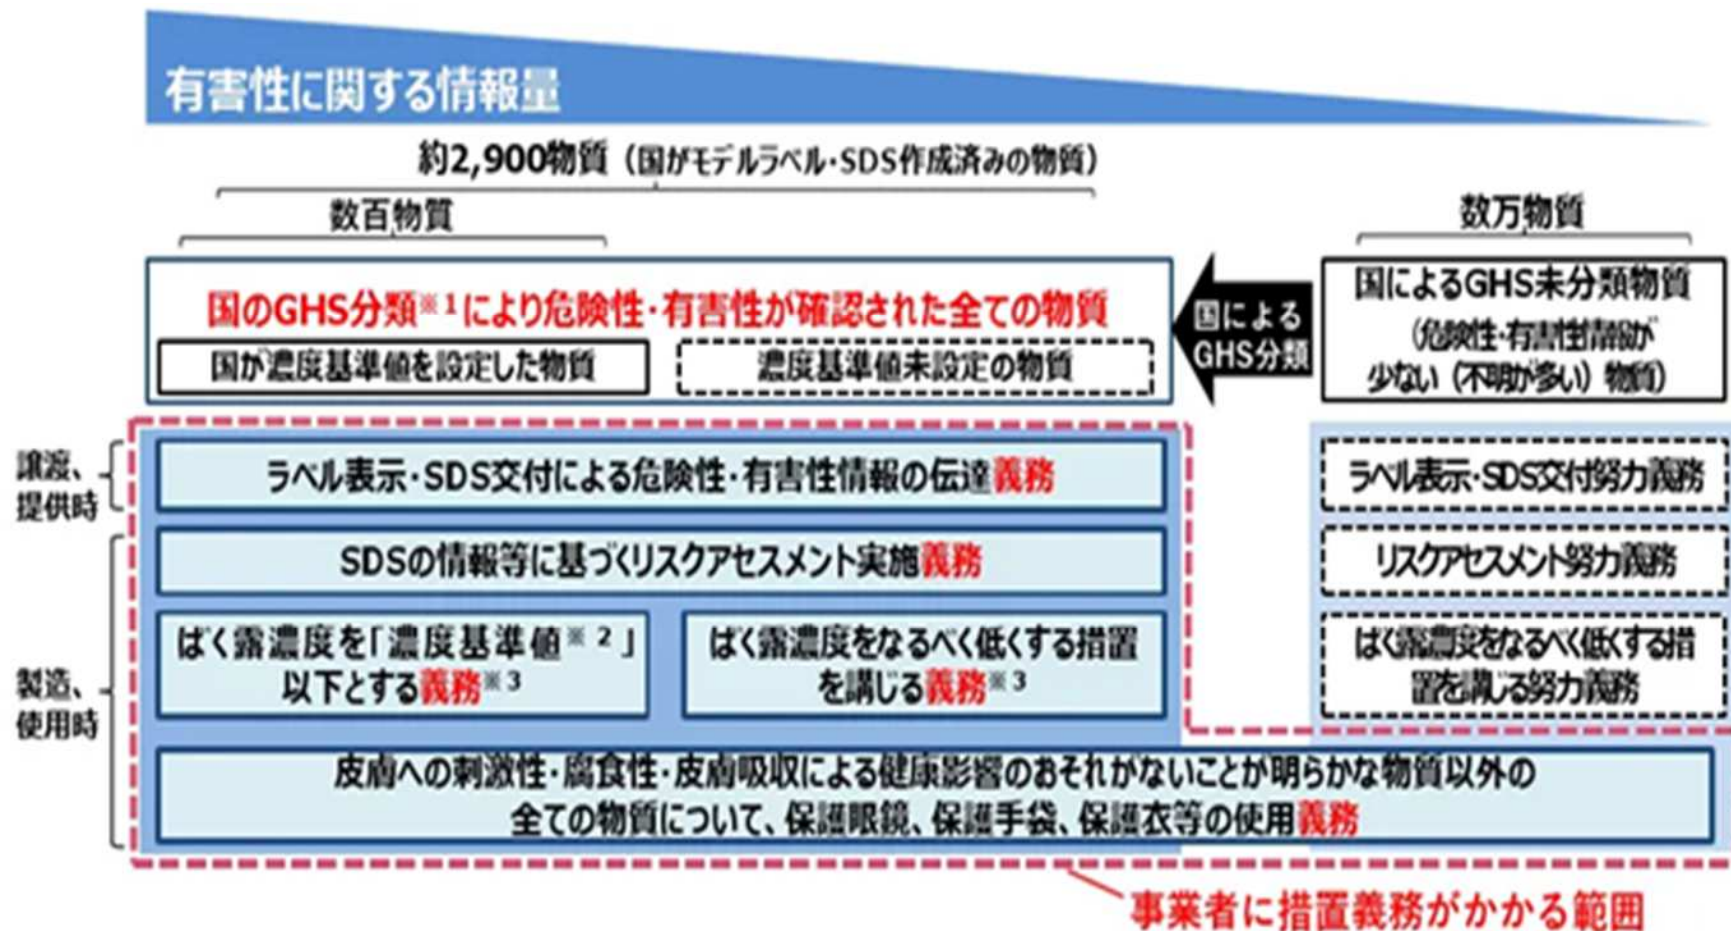 有害性に関する情報量
約2,900物質（国がモデルラベル･SDS作成済みの物質）
数百物質
数万物質
国のGHS分類※1により危険性･有害性が確認された全ての物質
国が濃度基準値を設定した物質
濃度基準値未設定の物質
国による
GHS分類
国によるGHS未分類物質
（危険性･有害性情報が
少ない（不明が多い）物質）
譲渡、
提供時
ラベル表示･SDS交付による危険性･有害性情報の伝達義務
ラベル表示･SDS交付努力義務
SDSの情報等に基づくリスクアセスメント実施義務
リスクアセスメント努力義務
製造、
使用時
ばく露濃度を｢濃度基準値※2｣
以下とする義務※3
ばく露濃度をなるべく低くする措置
を講じる義務※3
ばく露濃度をなるべく低くする措
置を講じる努力義務
皮膚への刺激性･腐食性･皮膚吸収による健康影響のおそれがないことが明らかな物質以外の
全ての物質について、保護眼鏡、保護手袋、保護衣等の使用義務
事業者に措置義務がかかる範囲